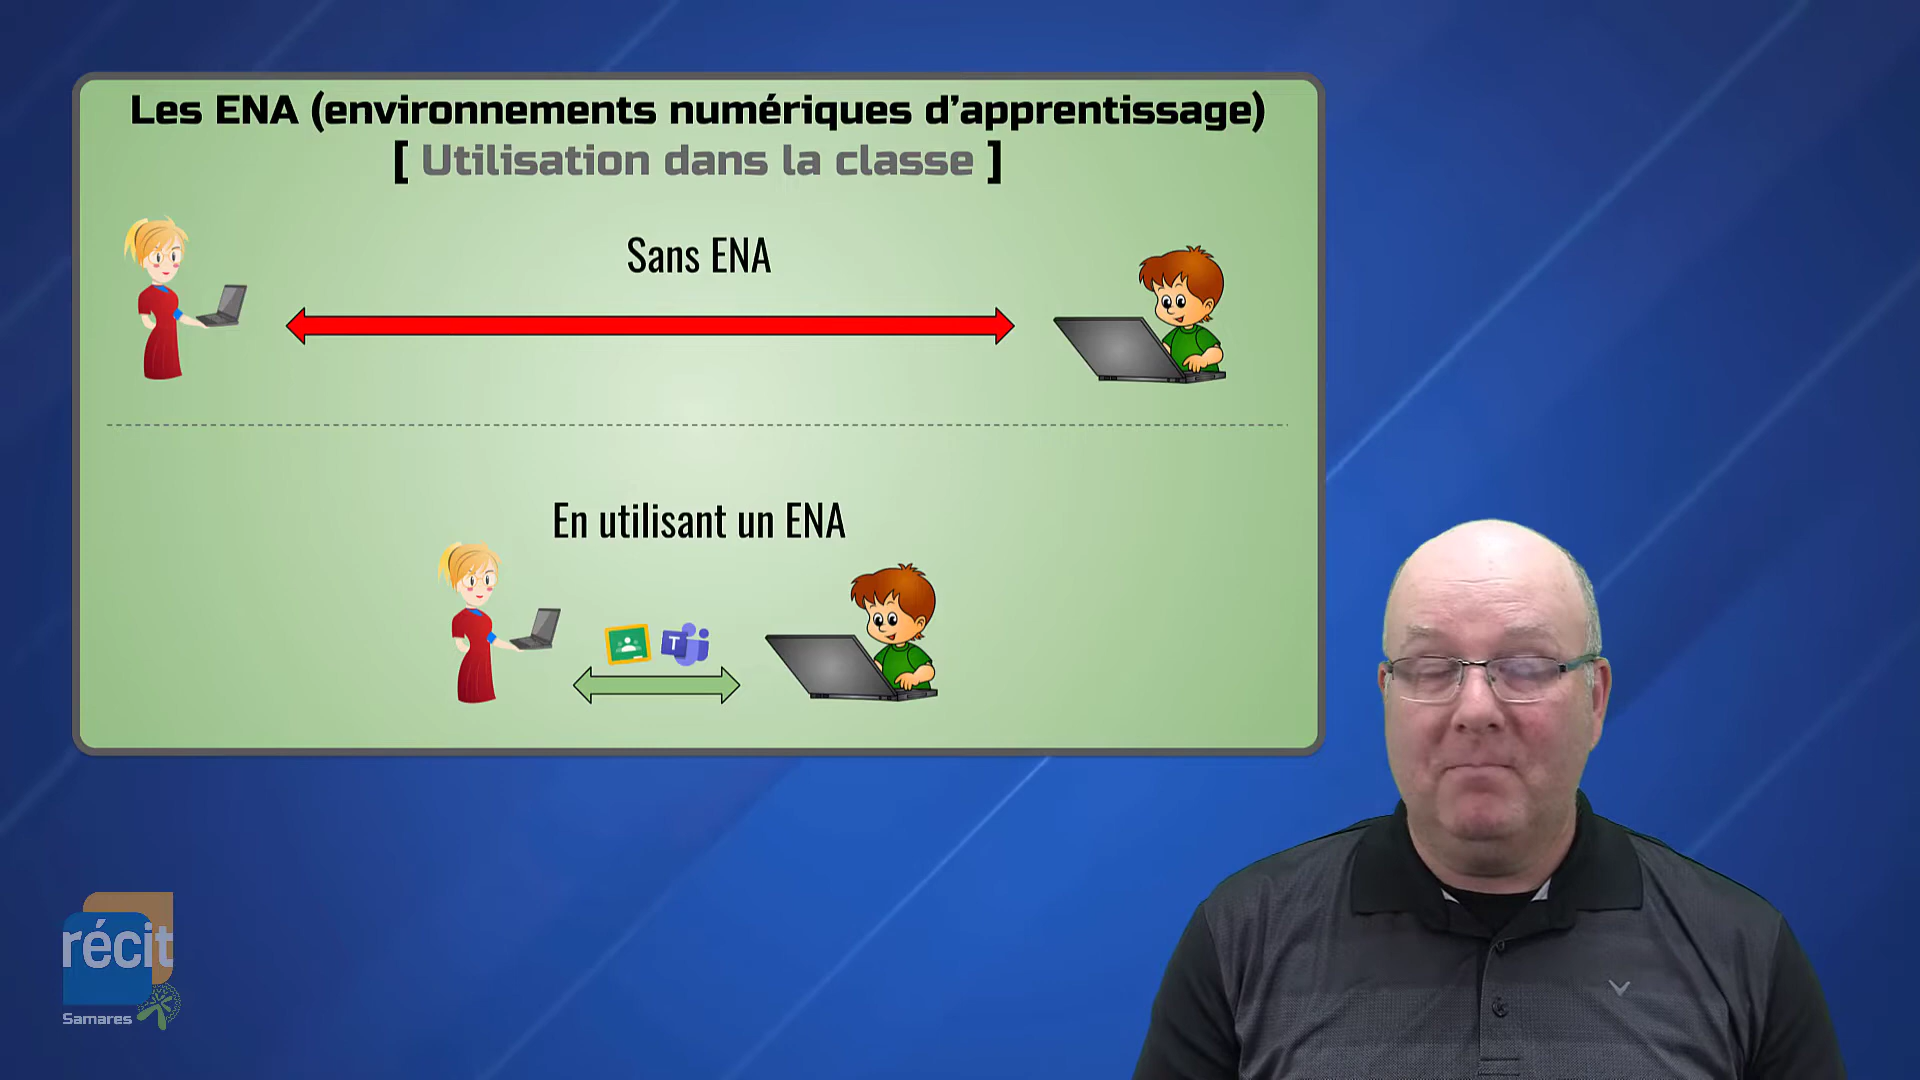 Les ENA (environnements numériques d’apprentissage)
[ Utilisation dans la classe ]
Sans ENA
En utilisant un ENA
T
récit
Samares